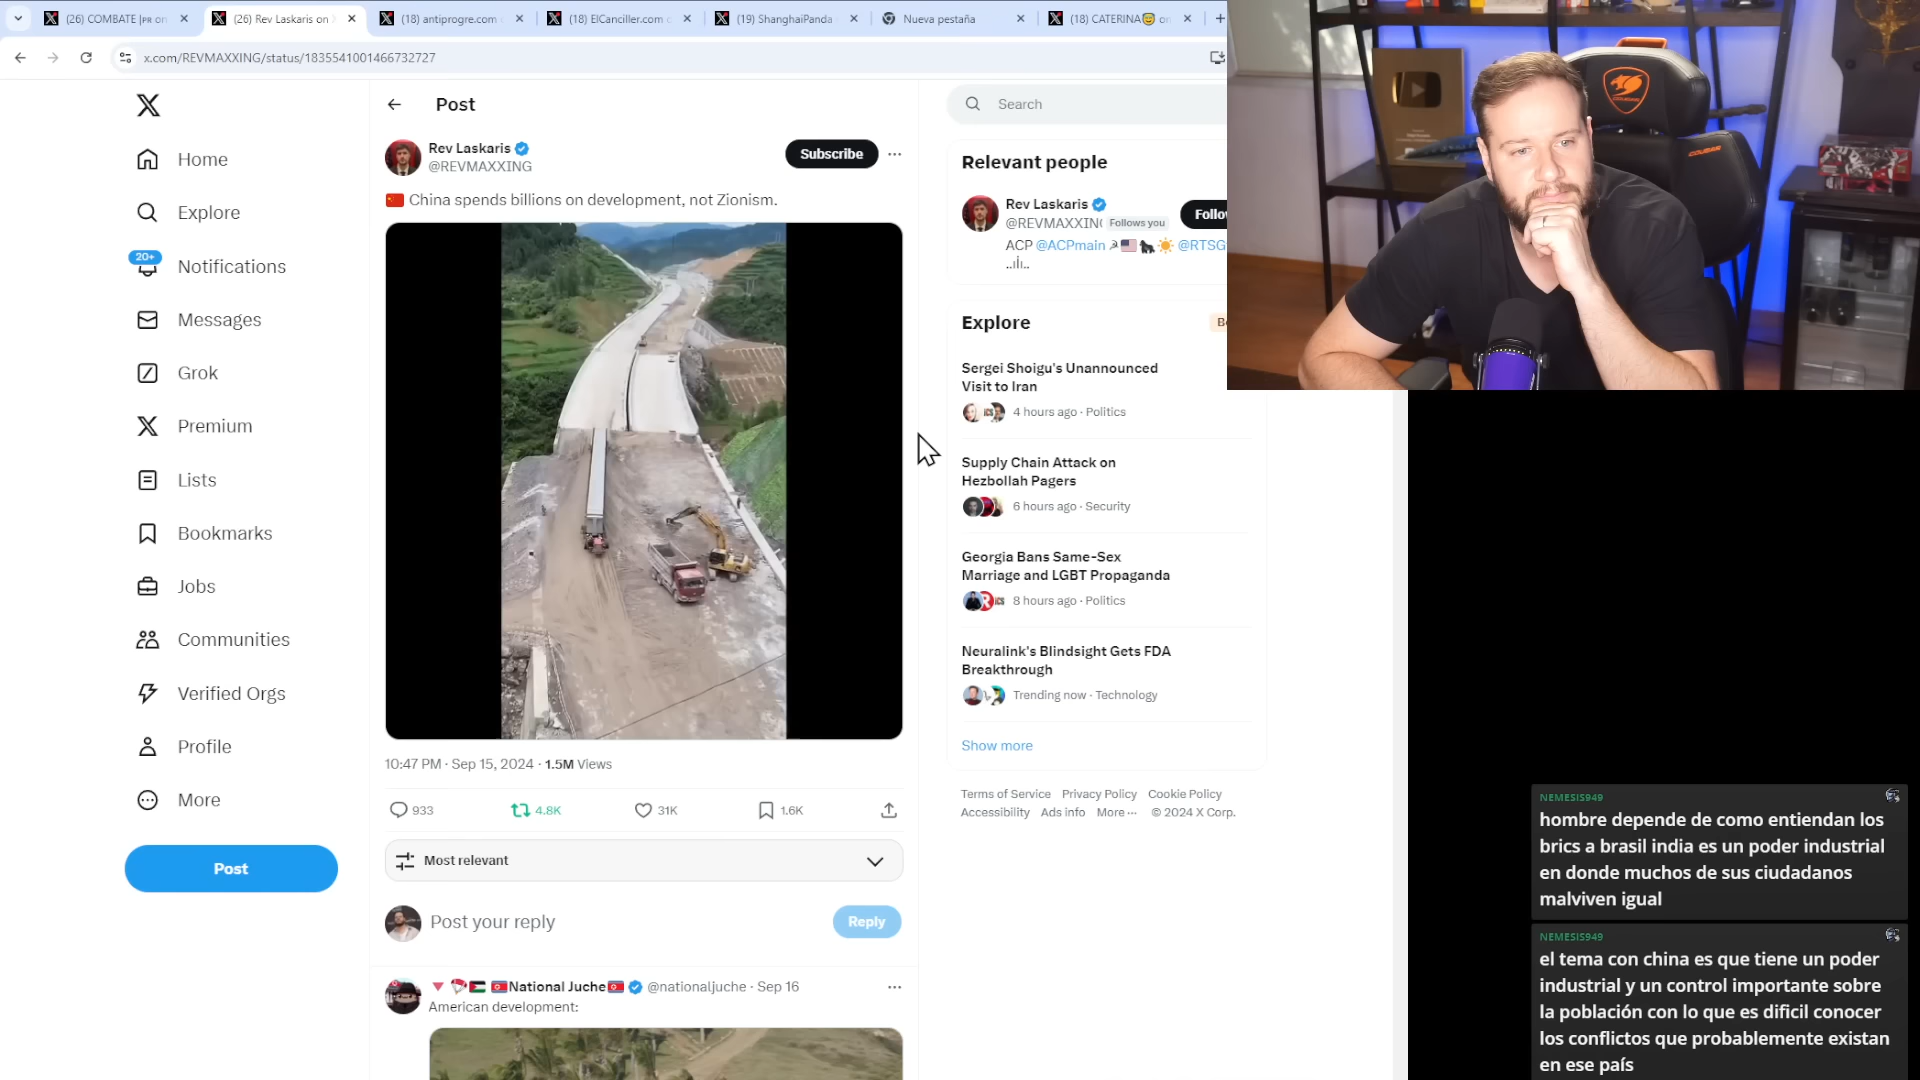 (26) COMBATE |🇵🇷 on
(26) Rev Laskaris on
(18) antiprogre.com
(18) ElCanciller.com
(19) ShanghaiPanda
Nueva pestaña
(18) CATERINA😈 on
x.com/REVMAXXING/status/1835541001466732727
Home
Explore
20+
Notifications
Messages
Grok
Premium
Lists
Bookmarks
Jobs
Communities
Verified Orgs
Profile
More
Post
Post
Rev Laskaris
@REVMAXXING
Subscribe
🇨🇳 China spends billions on development, not Zionism.
10:47 PM · Sep 15, 2024 · 1.5M Views
933
4.8K
31K
1.6K
Most relevant
Post your reply
Reply
🔻🪂🇵🇸 🇰🇵National Juche🇰🇵 @nationaljuche · Sep 16
American development:
Search
Relevant people
Rev Laskaris
@REVMAXXIN
Follows you
Follo
ACP @ACPmain ☭🇺🇸🦍☀️ @RTSG
Explore
Be
Sergei Shoigu's Unannounced
Visit to Iran
4 hours ago · Politics
Supply Chain Attack on
Hezbollah Pagers
6 hours ago · Security
Georgia Bans Same-Sex
Marriage and LGBT Propaganda
8 hours ago · Politics
Neuralink's Blindsight Gets FDA
Breakthrough
Trending now · Technology
Show more
Terms of Service Privacy Policy Cookie Policy
Accessibility Ads info More ··· © 2024 X Corp.
COUGAR
NEMESIS949
hombre depende de como entiendan los
brics a brasil india es un poder industrial
en donde muchos de sus ciudadanos
malviven igual
NEMESIS949
el tema con china es que tiene un poder
industrial y un control importante sobre
la población con lo que es dificil conocer
los conflictos que probablemente existan
en ese país